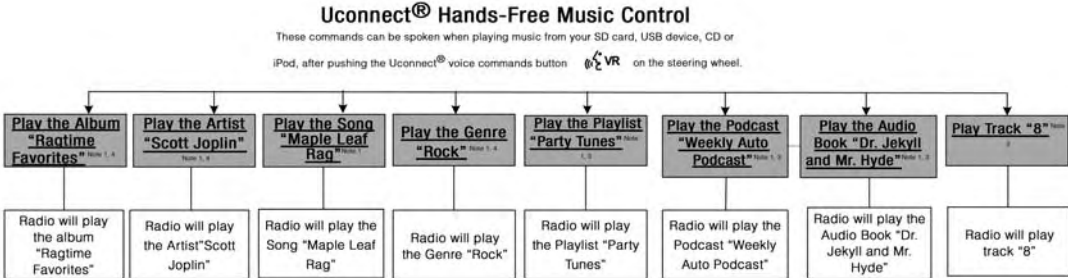 Uconnect® Hands-Free Music Control
These commands can be spoken when playing music from your SD card, USB device, CD or
iPod, after pushing the Uconnect® voice commands button VR on the steering wheel.
Play the Album
"Ragtime
Favorites" Note 1, 4
Play the Artist
"Scott Joplin"
Note 1, 4
Play the Song
"Maple Leaf
Rag" Note 1
Play the Genre
"Rock" Note 1, 4
Play the Playlist
"Party Tunes" Note
1, 3
Play the Podcast
"Weekly Auto
Podcast" Note 1, 3
Play the Audio
Book "Dr. Jekyll
and Mr. Hyde" Note 1, 3
Play Track "8" Note
Radio will play
the album
"Ragtime
Favorites"
Radio will play
the Artist"Scott
Joplin"
Radio will play the
Song "Maple Leaf
Rag"
Radio will play
the Genre "Rock"
Radio will play
the Playlist "Party
Tunes"
Radio will play the
Podcast "Weekly
Auto Podcast"
Radio will play the
Audio Book "Dr.
Jekyll and Mr.
Hyde"
Radio will play
track "8"